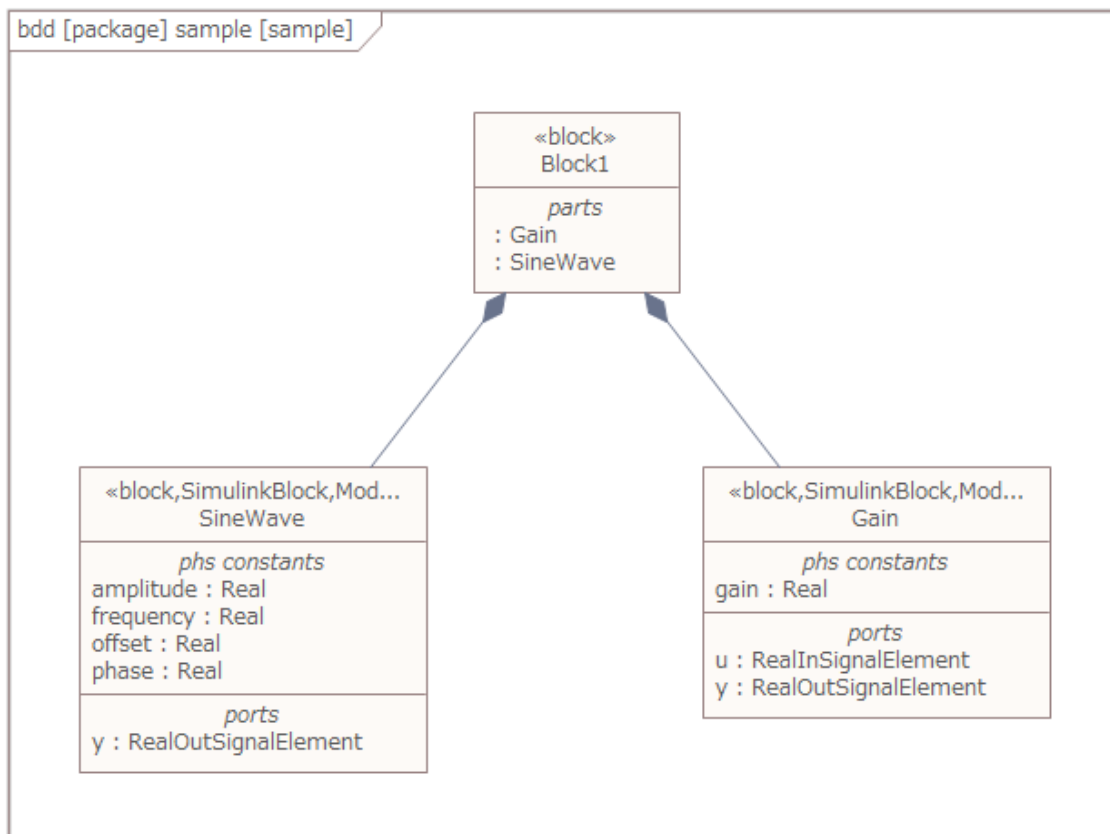 bdd [package] sample [sample]
«block»
Block1
parts
: Gain
: SineWave
«block,SimulinkBlock,Mod...
SineWave
phs constants
amplitude : Real
frequency : Real
offset : Real
phase : Real
ports
y : RealOutSignalElement
«block,SimulinkBlock,Mod...
Gain
phs constants
gain : Real
ports
u : RealInSignalElement
y : RealOutSignalElement